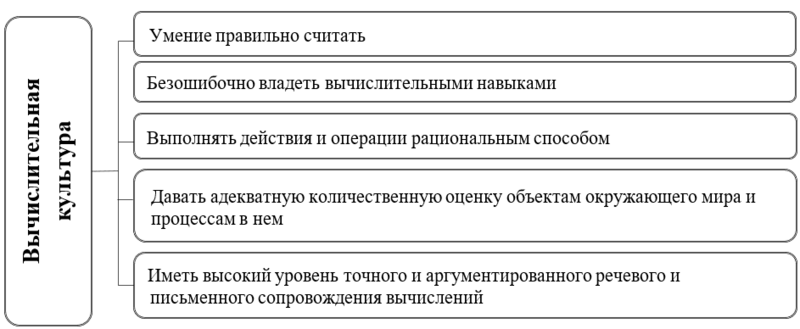 Вычислительная
культура
Умение правильно считать
Безошибочно владеть вычислительными навыками
Выполнять действия и операции рациональным способом
Давать адекватную количественную оценку объектам окружающего мира и
процессам в нем
Иметь высокий уровень точного и аргументированного речевого и
письменного сопровождения вычислений